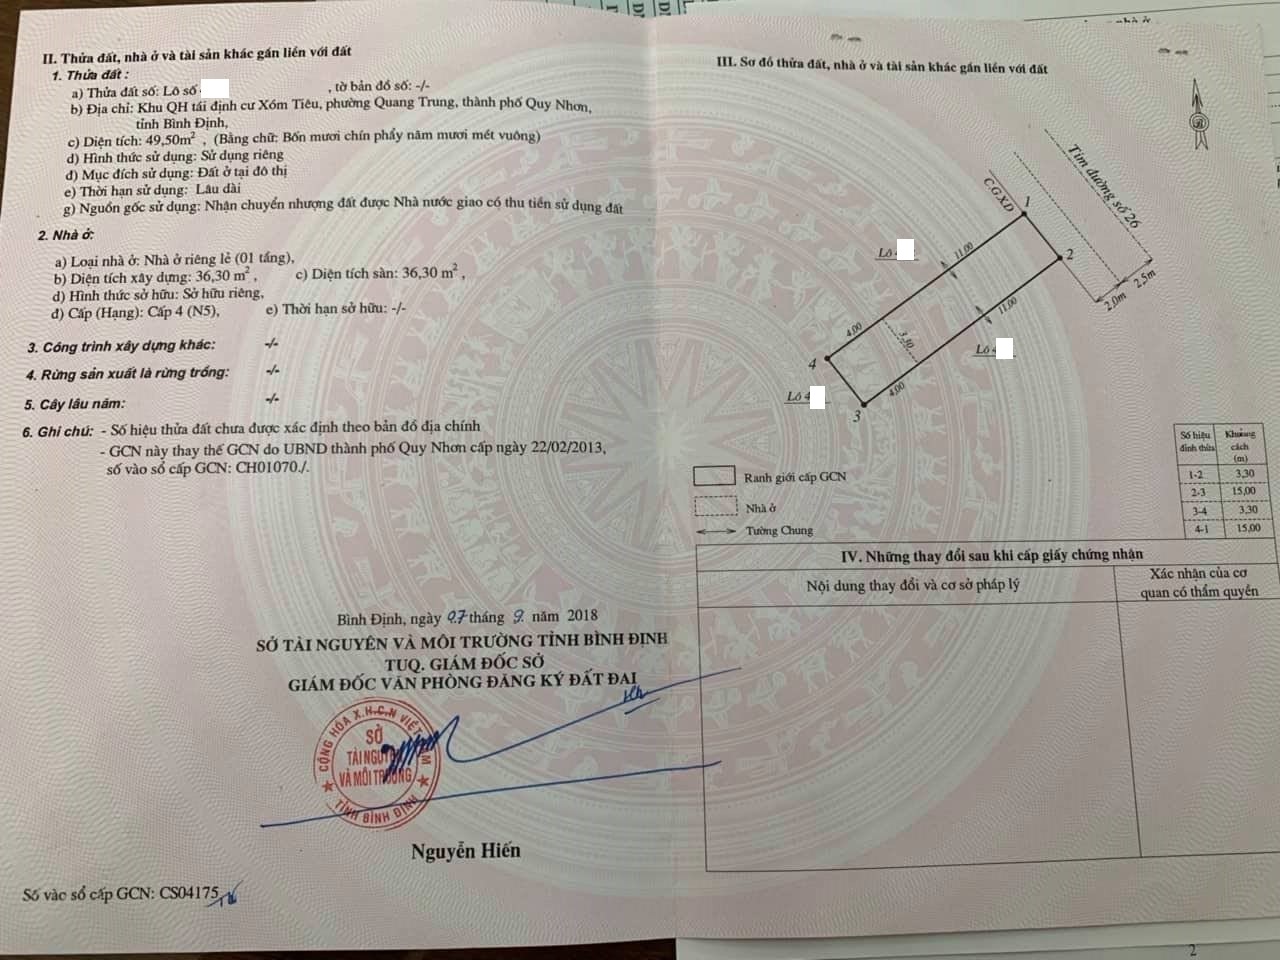 II. Thửa đất, nhà ở và tài sản khác gắn liền với đất
1. Thửa đất :
a) Thửa đất số: Lô số , tờ bản đồ số: -/-
b) Địa chỉ: Khu QH tái định cư Xóm Tiêu, phường Quang Trung, thành phố Quy Nhơn,
tỉnh Bình Định,
c) Diện tích: 49,50m² , (Bằng chữ: Bốn mươi chín phẩy năm mươi mét vuông)
d) Hình thức sử dụng: Sử dụng riêng
đ) Mục đích sử dụng: Đất ở tại đô thị
e) Thời hạn sử dụng: Lâu dài
g) Nguồn gốc sử dụng: Nhận chuyển nhượng đất được Nhà nước giao có thu tiền sử dụng đất
2. Nhà ở:
a) Loại nhà ở: Nhà ở riêng lẻ (01 tầng),
b) Diện tích xây dựng: 36,30 m² , c) Diện tích sàn: 36,30 m² ,
d) Hình thức sở hữu: Sở hữu riêng,
đ) Cấp (Hạng): Cấp 4 (N5), e) Thời hạn sở hữu: -/-
3. Công trình xây dựng khác: -/-
4. Rừng sản xuất là rừng trồng: -/-
5. Cây lâu năm: -/-
6. Ghi chú: - Số hiệu thửa đất chưa được xác định theo bản đồ địa chính
- GCN này thay thế GCN do UBND thành phố Quy Nhơn cấp ngày 22/02/2013,
số vào sổ cấp GCN: CH01070./.
Bình Định, ngày 07 tháng 9 năm 2018
SỞ TÀI NGUYÊN VÀ MÔI TRƯỜNG TỈNH BÌNH ĐỊNH
TUQ. GIÁM ĐỐC SỞ
GIÁM ĐỐC VĂN PHÒNG ĐĂNG KÝ ĐẤT ĐAI
CỘNG HÒA X.H.C.N VIỆT NAM
SỞ
TÀI NGUYÊN
VÀ MÔI TRƯỜNG
TỈNH BÌNH ĐỊNH
Nguyễn Hiến
Số vào sổ cấp GCN: CS04175
III. Sơ đồ thửa đất, nhà ở và tài sản khác gắn liền với đất
Tim đường số 26
C.G.XD
1
2
Lô
11,00
2,5m
2,0m
11,00
4,00
3,30
Lô
4
4,00
Lô 4
3
Số hiệu đỉnh thửa Khoảng cách (m)
1-2 3,30
2-3 15,00
3-4 3,30
4-1 15,00
Ranh giới cấp GCN
Nhà ở
Tường Chung
IV. Những thay đổi sau khi cấp giấy chứng nhận
Nội dung thay đổi và cơ sở pháp lý
Xác nhận của cơ
quan có thẩm quyền
2